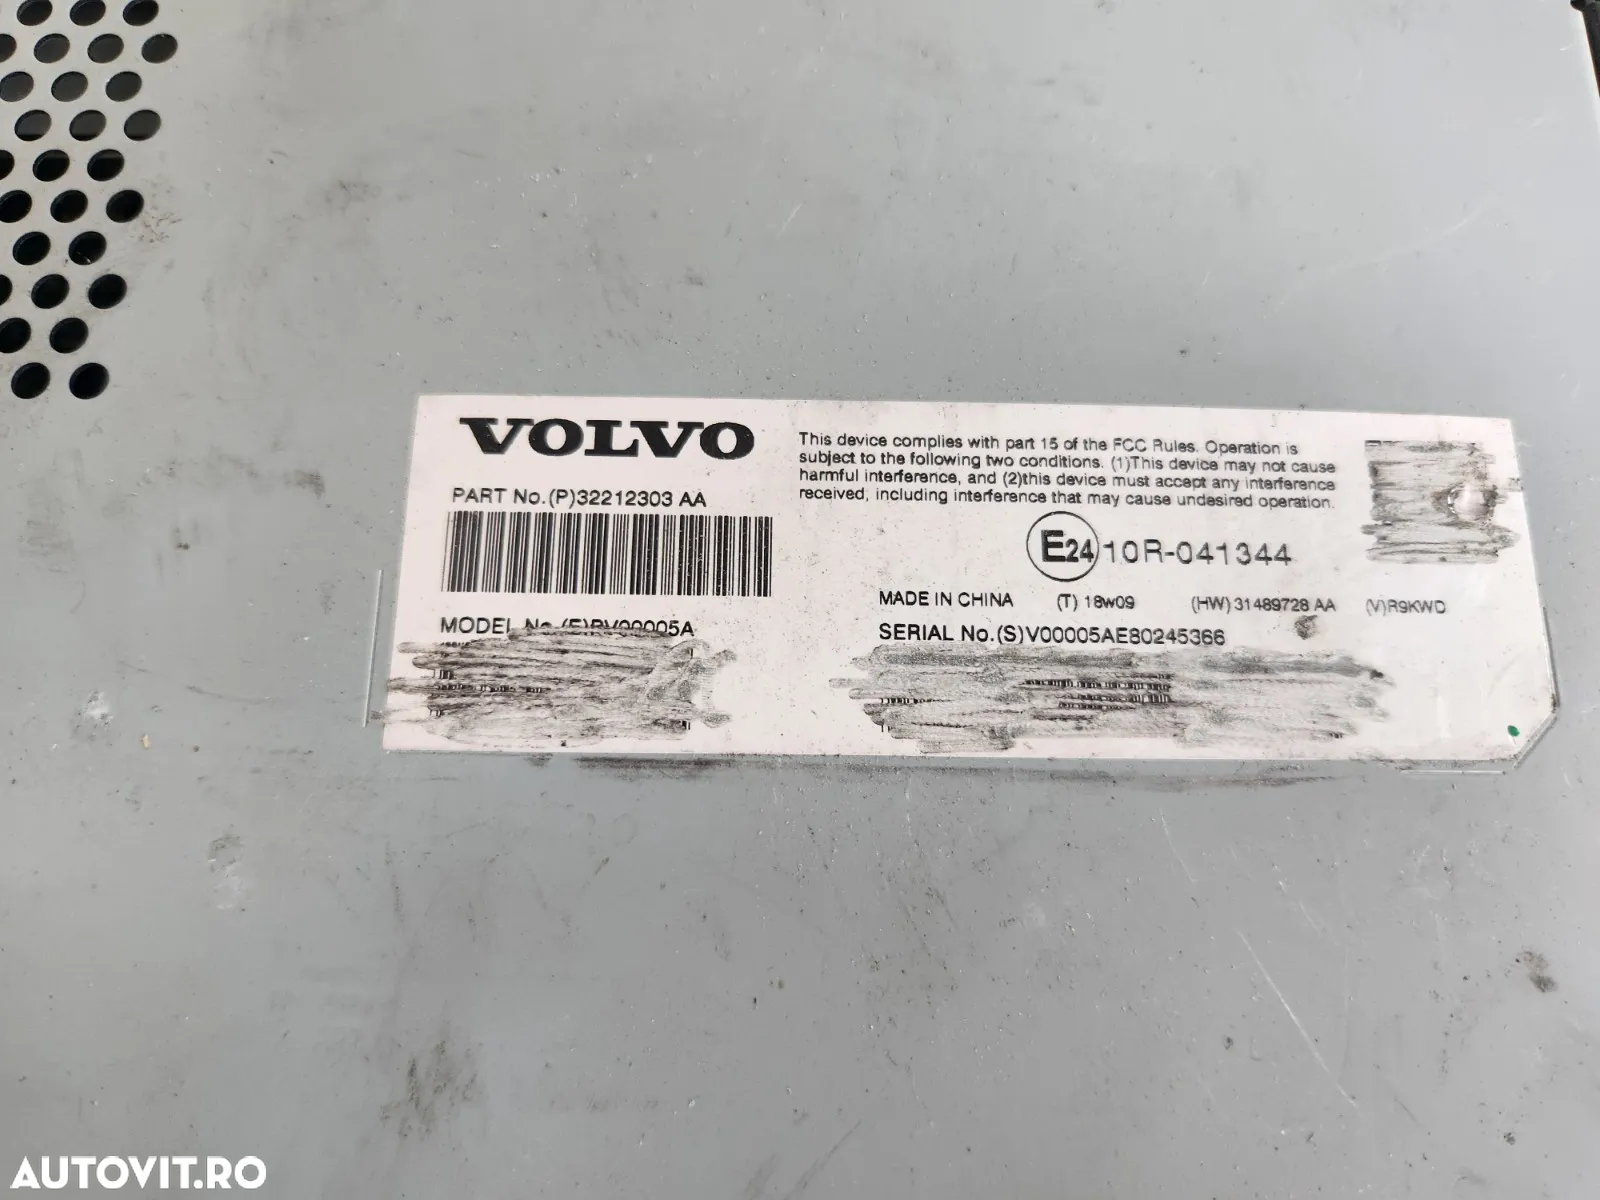 VOLVO
PART No.(P)32212303 AA
MODEL No.(E)RV00005A
This device complies with part 15 of the FCC Rules. Operation is
subject to the following two conditions. (1)This device may not cause
harmful interference, and (2)this device must accept any interference
received, including interference that may cause undesired operation.
E24 10R-041344
MADE IN CHINA (T) 18w09 (HW) 31489728 AA (V)R9KWD
SERIAL No.(S)V00005AE80245366
AUTOVIT.RO